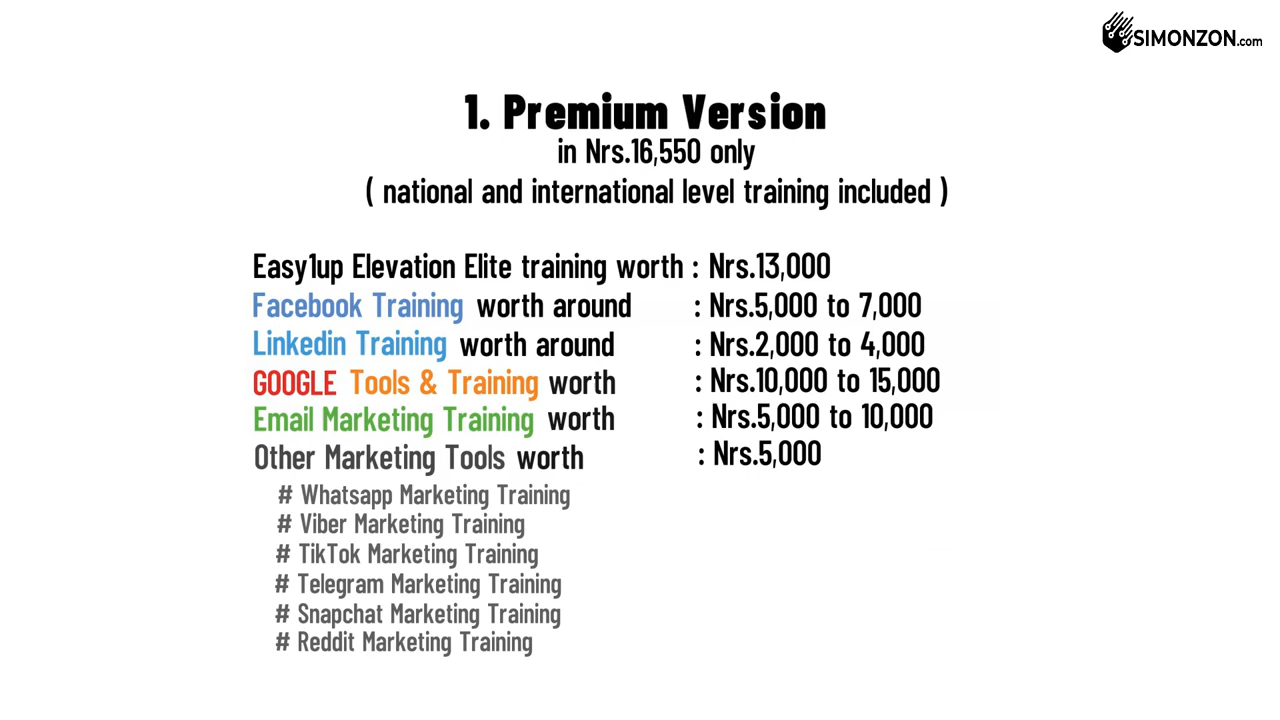 SIMONZON.com
1. Premium Version
in Nrs.16,550 only
( national and international level training included )
Easy1up Elevation Elite training worth : Nrs.13,000
Facebook Training worth around : Nrs.5,000 to 7,000
Linkedin Training worth around : Nrs.2,000 to 4,000
GOOGLE Tools & Training worth : Nrs.10,000 to 15,000
Email Marketing Training worth : Nrs.5,000 to 10,000
Other Marketing Tools worth : Nrs.5,000
# Whatsapp Marketing Training
# Viber Marketing Training
# TikTok Marketing Training
# Telegram Marketing Training
# Snapchat Marketing Training
# Reddit Marketing Training